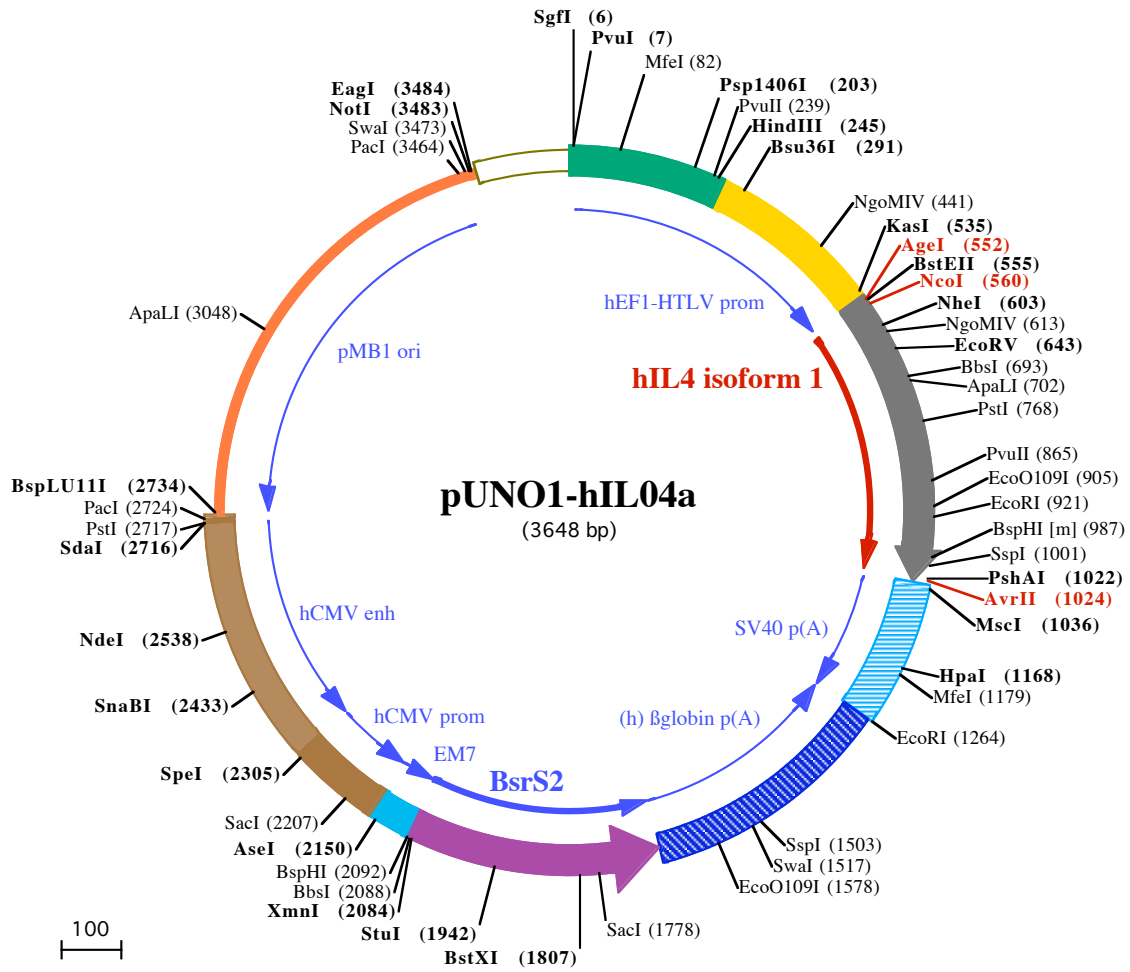 SgfI (6)
PvuI (7)
MfeI (82)
Psp1406I (203)
PvuII (239)
HindIII (245)
Bsu36I (291)
NgoMIV (441)
KasI (535)
AgeI (552)
BstEII (555)
NcoI (560)
NheI (603)
NgoMIV (613)
EcoRV (643)
BbsI (693)
ApaLI (702)
PstI (768)
PvuII (865)
EcoO109I (905)
EcoRI (921)
BspHI [m] (987)
SspI (1001)
PshAI (1022)
AvrII (1024)
MscI (1036)
HpaI (1168)
MfeI (1179)
EcoRI (1264)
SspI (1503)
SwaI (1517)
EcoO109I (1578)
SacI (1778)
BstXI (1807)
StuI (1942)
XmnI (2084)
BbsI (2088)
BspHI (2092)
AseI (2150)
SacI (2207)
SpeI (2305)
SnaBI (2433)
NdeI (2538)
SdaI (2716)
PstI (2717)
PacI (2724)
BspLU11I (2734)
ApaLI (3048)
PacI (3464)
SwaI (3473)
NotI (3483)
EagI (3484)
hEF1-HTLV prom
hIL4 isoform 1
SV40 p(A)
(h) ßglobin p(A)
BsrS2
EM7
hCMV prom
hCMV enh
pMB1 ori
pUNO1-hIL04a
(3648 bp)
100